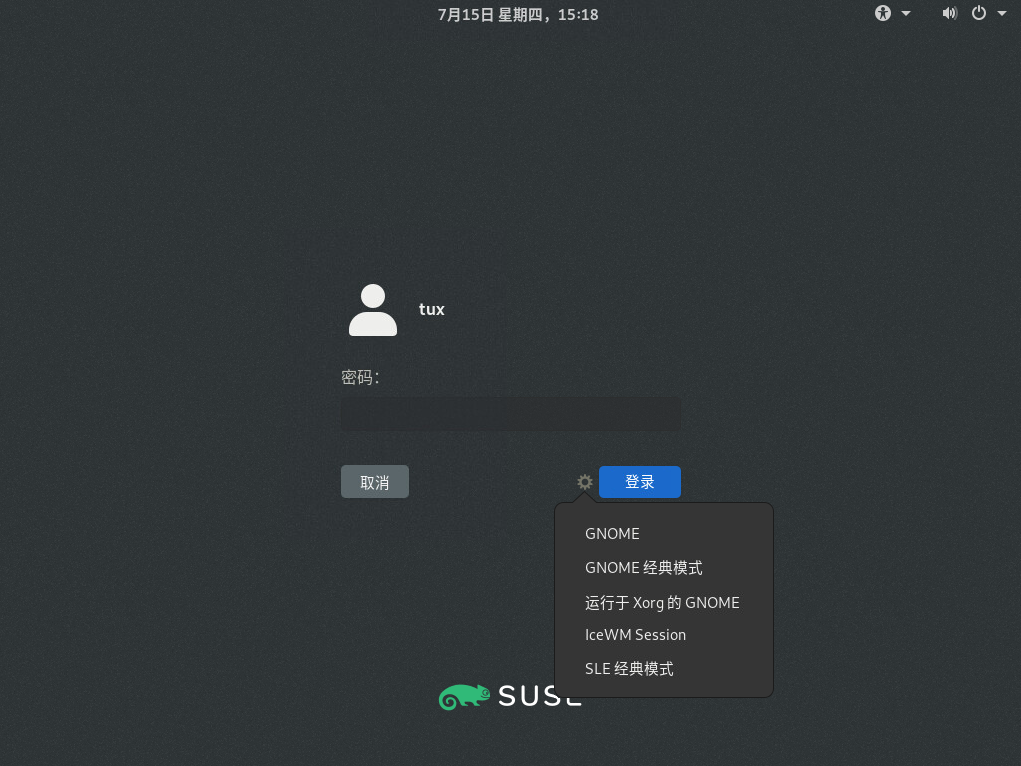 7月15日 星期四，15:18
tux
密码：
取消
登录
GNOME
GNOME 经典模式
运行于 Xorg 的 GNOME
IceWM Session
SLE 经典模式
SUSE